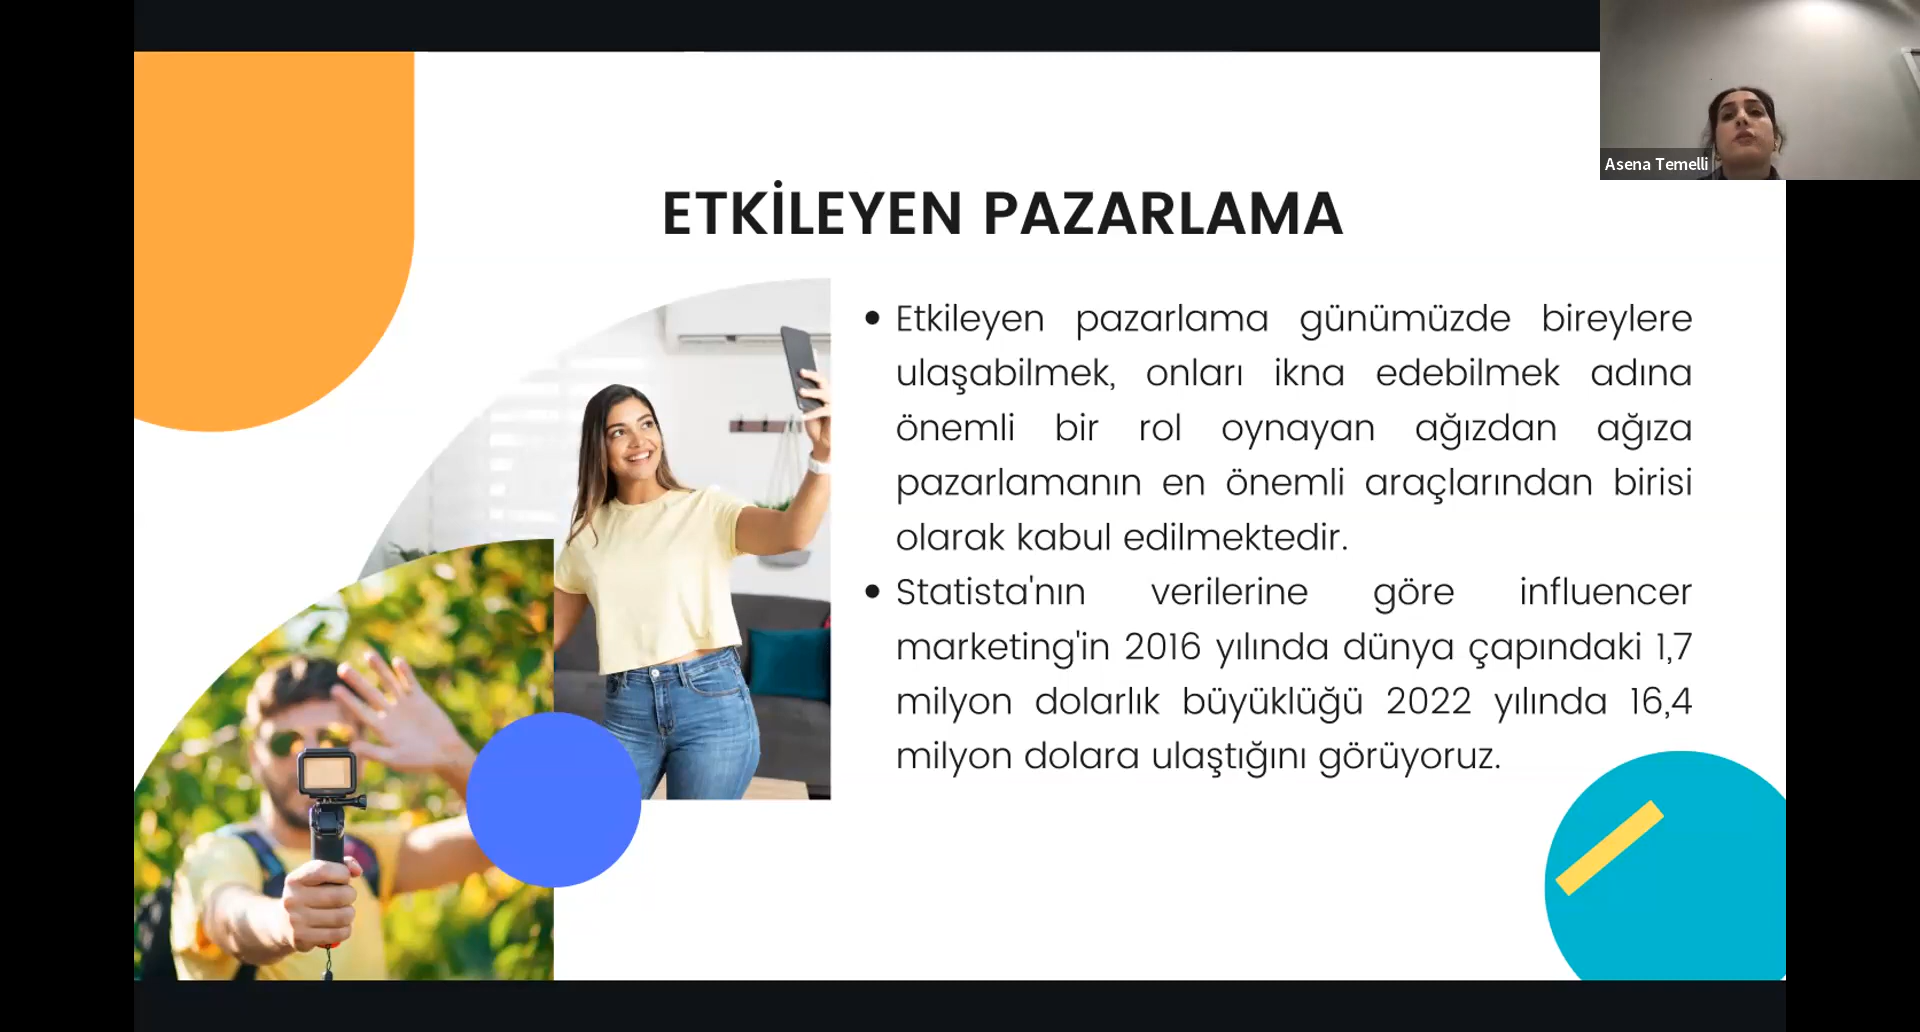 Asena Temelli
ETKİLEYEN PAZARLAMA
• Etkileyen pazarlama günümüzde bireylere
ulaşabilmek, onları ikna edebilmek adına
önemli bir rol oynayan ağızdan ağıza
pazarlamanın en önemli araçlarından birisi
olarak kabul edilmektedir.
• Statista'nın verilerine göre influencer
marketing'in 2016 yılında dünya çapındaki 1,7
milyon dolarlık büyüklüğü 2022 yılında 16,4
milyon dolara ulaştığını görüyoruz.